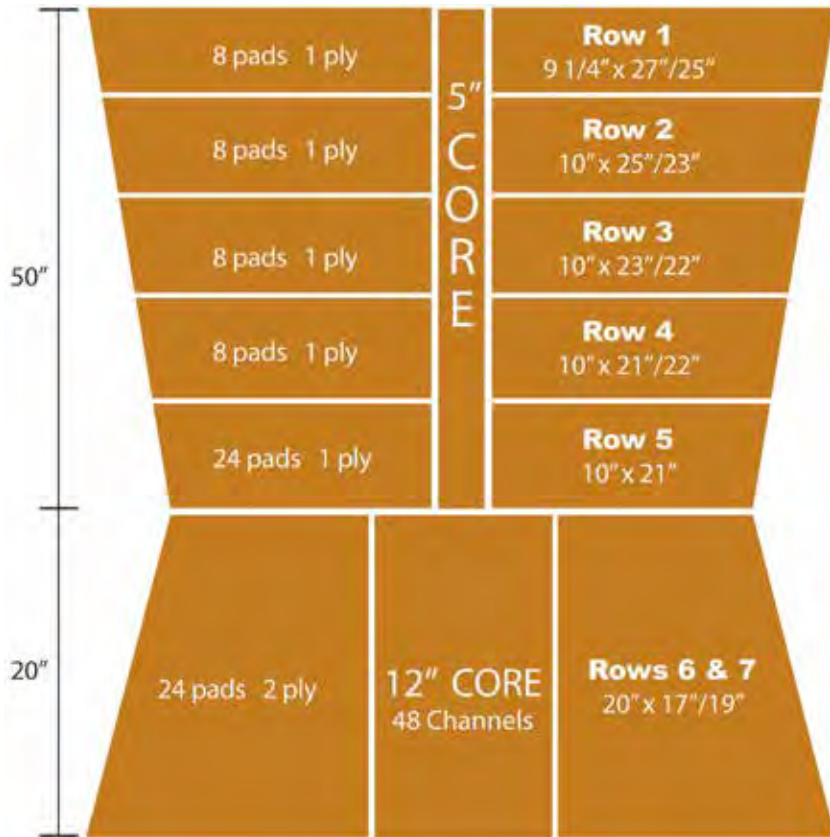 8 pads 1 ply
Row 1
9 1/4” x 27”/25”
5” CORE
8 pads 1 ply
Row 2
10” x 25”/23”
8 pads 1 ply
Row 3
10” x 23”/22”
50”
8 pads 1 ply
Row 4
10” x 21”/22”
24 pads 1 ply
Row 5
10” x 21”
20”
24 pads 2 ply
12” CORE
48 Channels
Rows 6 & 7
20” x 17”/19”